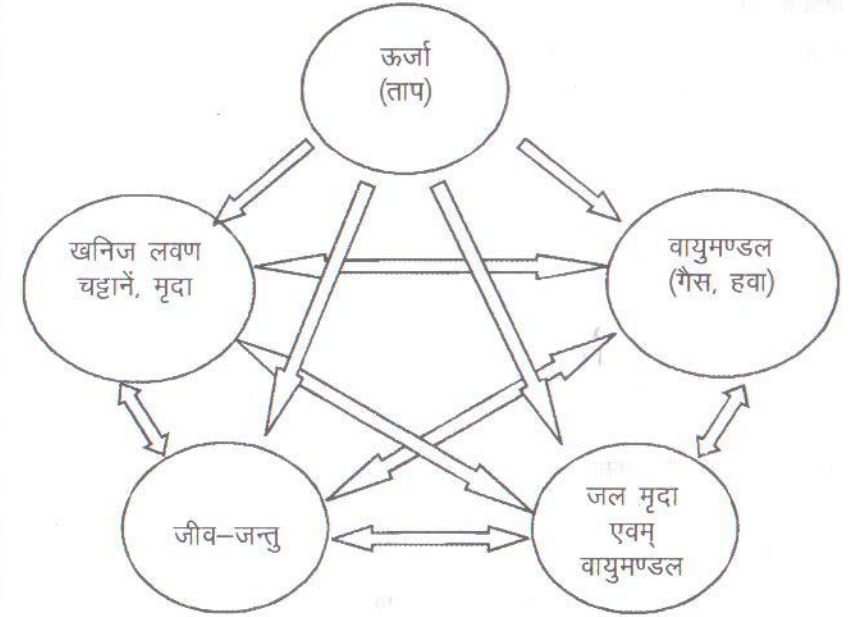 ऊर्जा
(ताप)
खनिज लवण
चट्टानें, मृदा
वायुमण्डल
(गैस, हवा)
जीव–जन्तु
जल मृदा
एवम्
वायुमण्डल